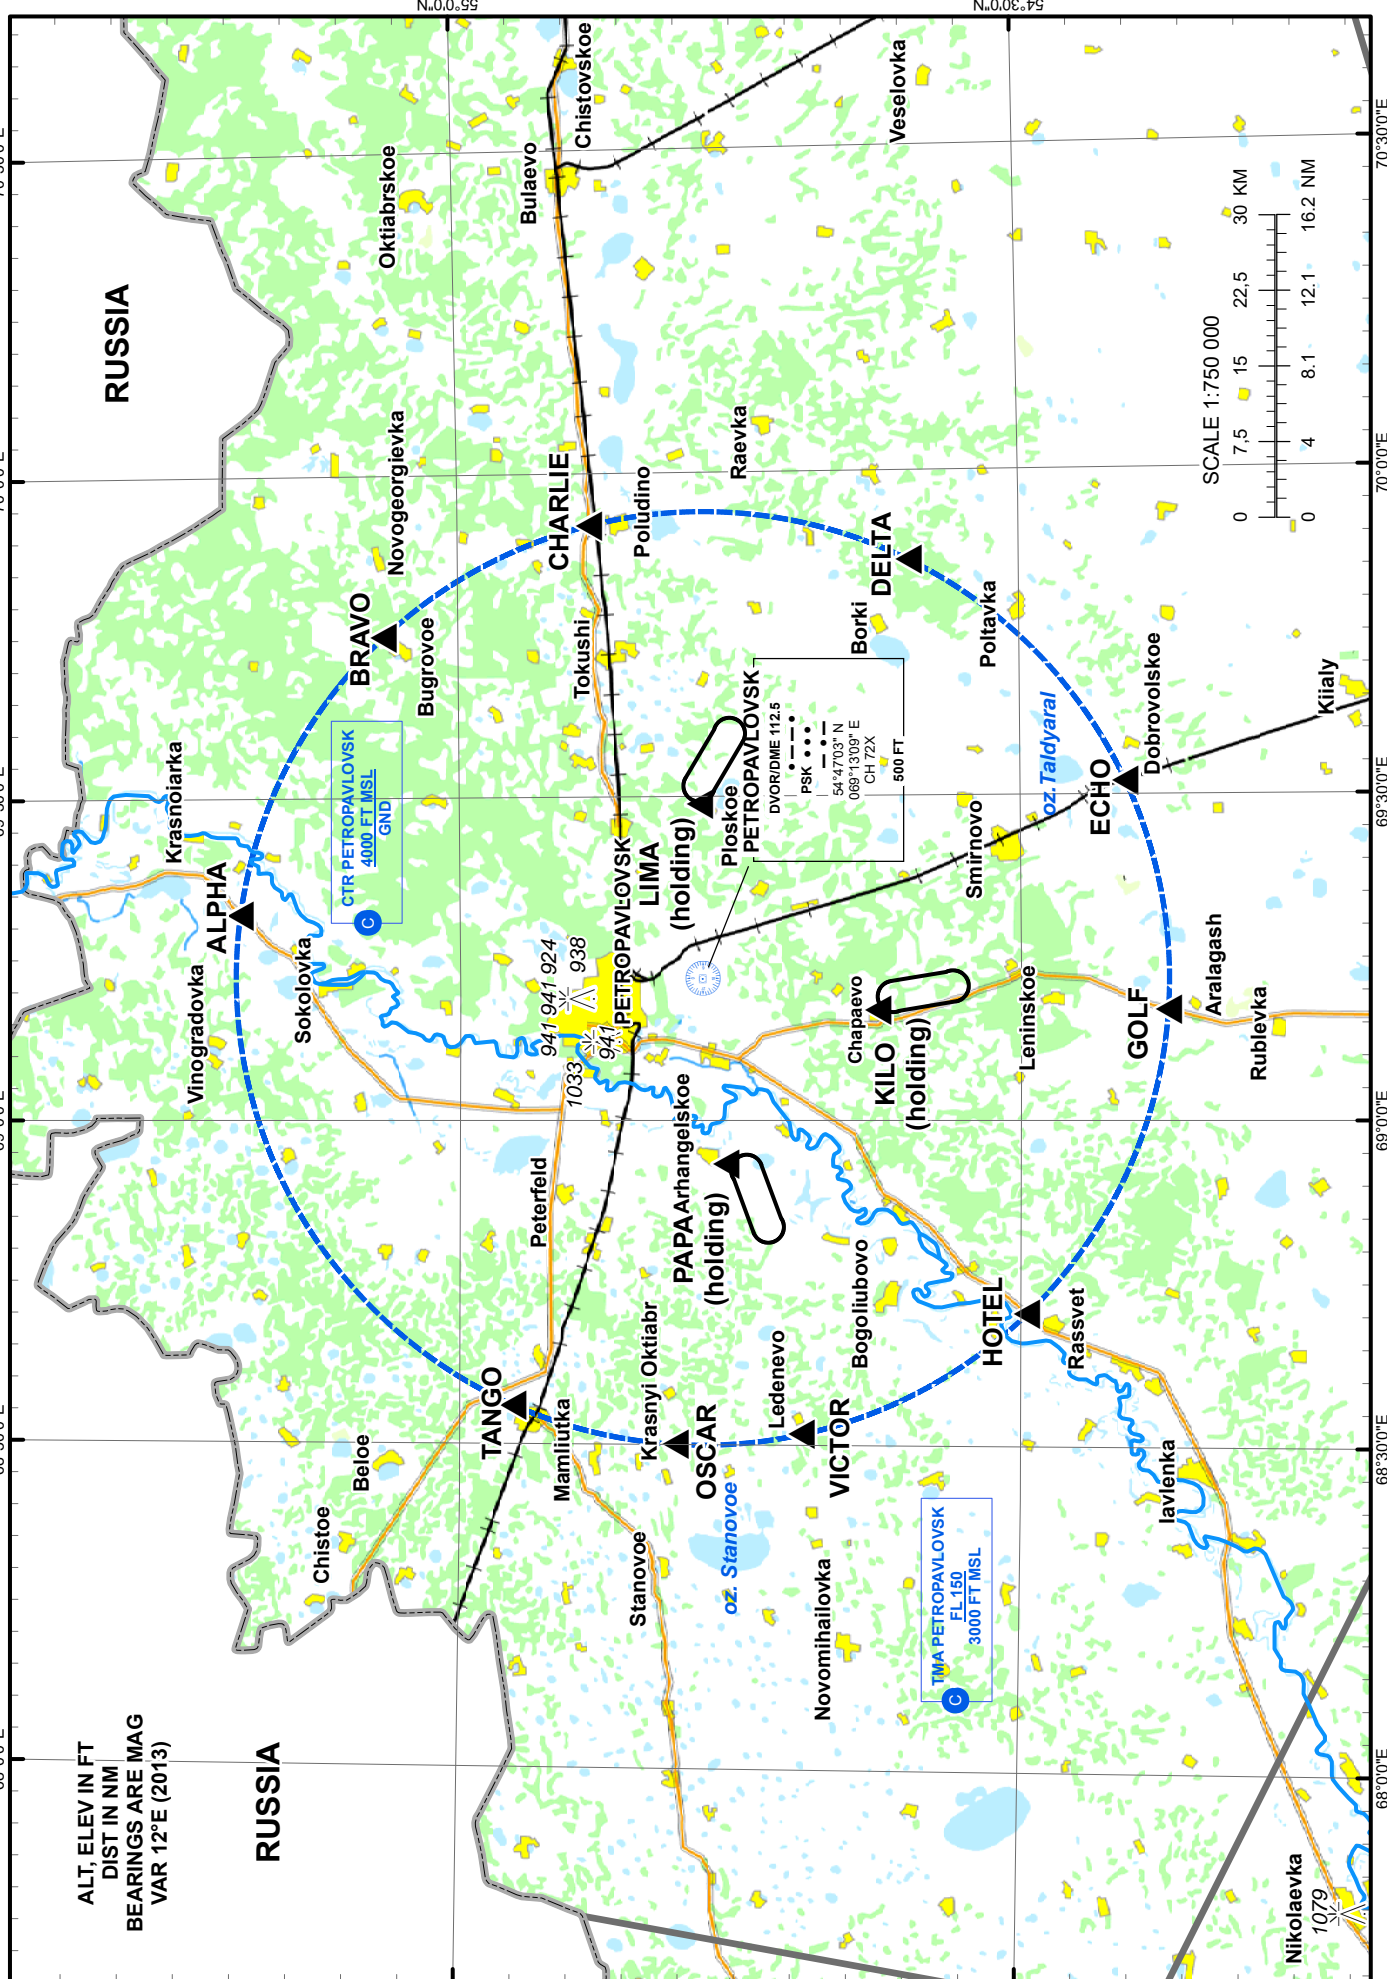 ALT, ELEV IN FT
DIST IN NM
BEARINGS ARE MAG
VAR 12°E (2013)
RUSSIA
RUSSIA
55°0'0"N
54°30'0"N
70°30'0"E
70°0'0"E
69°30'0"E
69°0'0"E
68°30'0"E
68°0'0"E
Chistoe
Beloe
TANGO
Mamliutka
Stanovoe
oz. Stanovoe
Krasnyi Oktiabr
OSCAR
Ledenevo
VICTOR
Novomihailovka
C
TMA PETROPAVLOVSK
FL 150
3000 FT MSL
Nikolaevka
1079
Iavlenka
Rassvet
HOTEL
Bogoliubovo
PAPA
(holding)
Arhangelskoe
Peterfeld
Vinogradovka
Sokolovka
ALPHA
Krasnoiarka
C
CTR PETROPAVLOVSK
4000 FT MSL
GND
1033
941
941
941
924
938
PETROPAVLOVSK
LIMA
(holding)
Ploskoe
PETROPAVLOVSK
DVOR/DME 112.5
PSK
54°47'03" N
069°13'09" E
CH 72X
500 FT
Chapaevo
KILO
(holding)
Leninskoe
GOLF
Aralagash
Rublevka
Smirnovo
oz. Taldyaral
ECHO
Dobrovolskoe
Kiialy
Poltavka
Borki
DELTA
Tokushi
BRAVO
Bugrovoe
Novogeorgievka
CHARLIE
Poludino
Raevka
Oktiabrskoe
Bulaevo
Chistovskoe
Veselovka
SCALE 1:750 000
0 7,5 15 22,5 30 KM
0 4 8.1 12.1 16.2 NM